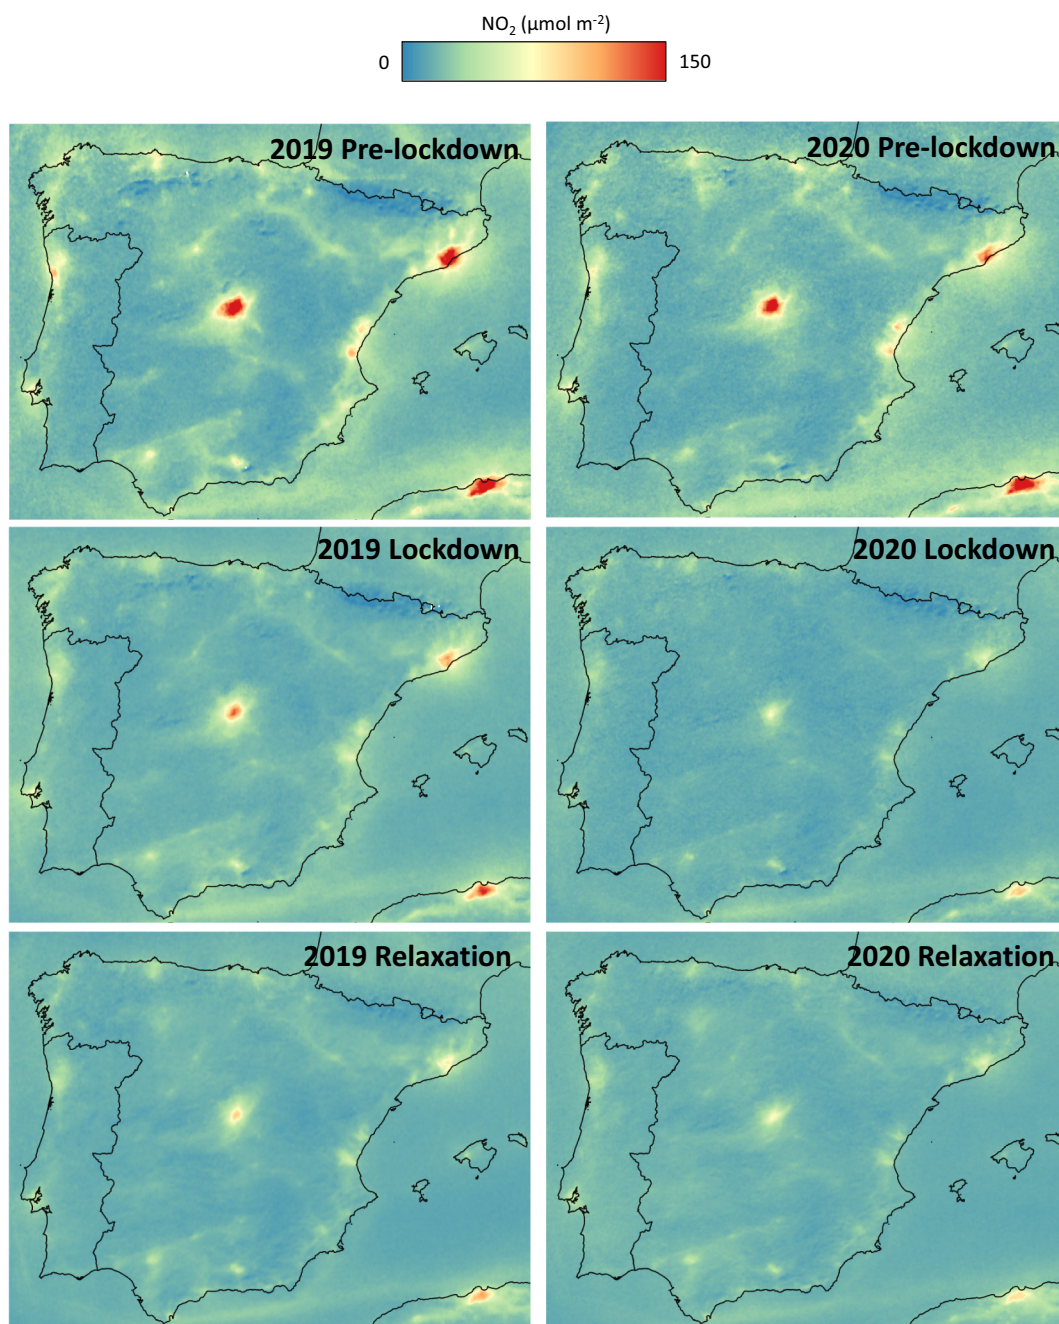 NO₂ (µmol m⁻²)
0 150
2019 Pre-lockdown 2020 Pre-lockdown
2019 Lockdown 2020 Lockdown
2019 Relaxation 2020 Relaxation